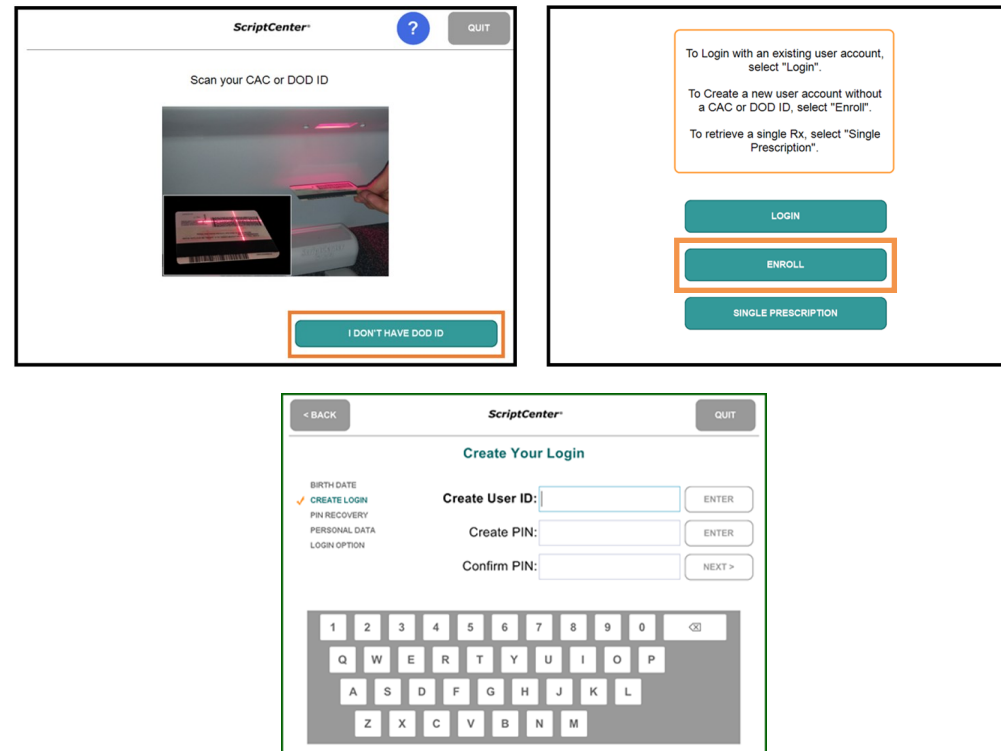 ScriptCenter®
?
QUIT
Scan your CAC or DOD ID
I DON'T HAVE DOD ID
To Login with an existing user account,
select "Login".
To Create a new user account without
a CAC or DOD ID, select "Enroll".
To retrieve a single Rx, select "Single
Prescription".
LOGIN
ENROLL
SINGLE PRESCRIPTION
< BACK
ScriptCenter®
QUIT
Create Your Login
BIRTH DATE
CREATE LOGIN
PIN RECOVERY
PERSONAL DATA
LOGIN OPTION
Create User ID:
ENTER
Create PIN:
ENTER
Confirm PIN:
NEXT >
1 2 3 4 5 6 7 8 9 0
Q W E R T Y U I O P
A S D F G H J K L
Z X C V B N M